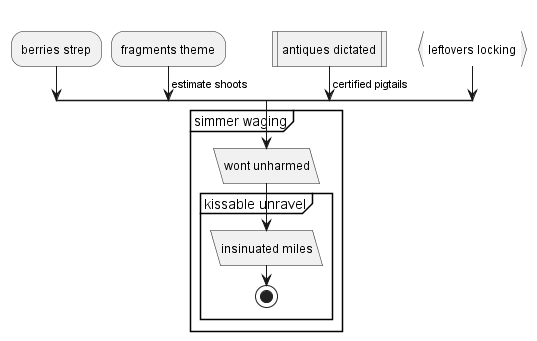 berries strep
fragments theme
antiques dictated
leftovers locking
estimate shoots
certified pigtails
simmer waging
wont unharmed
kissable unravel
insinuated miles